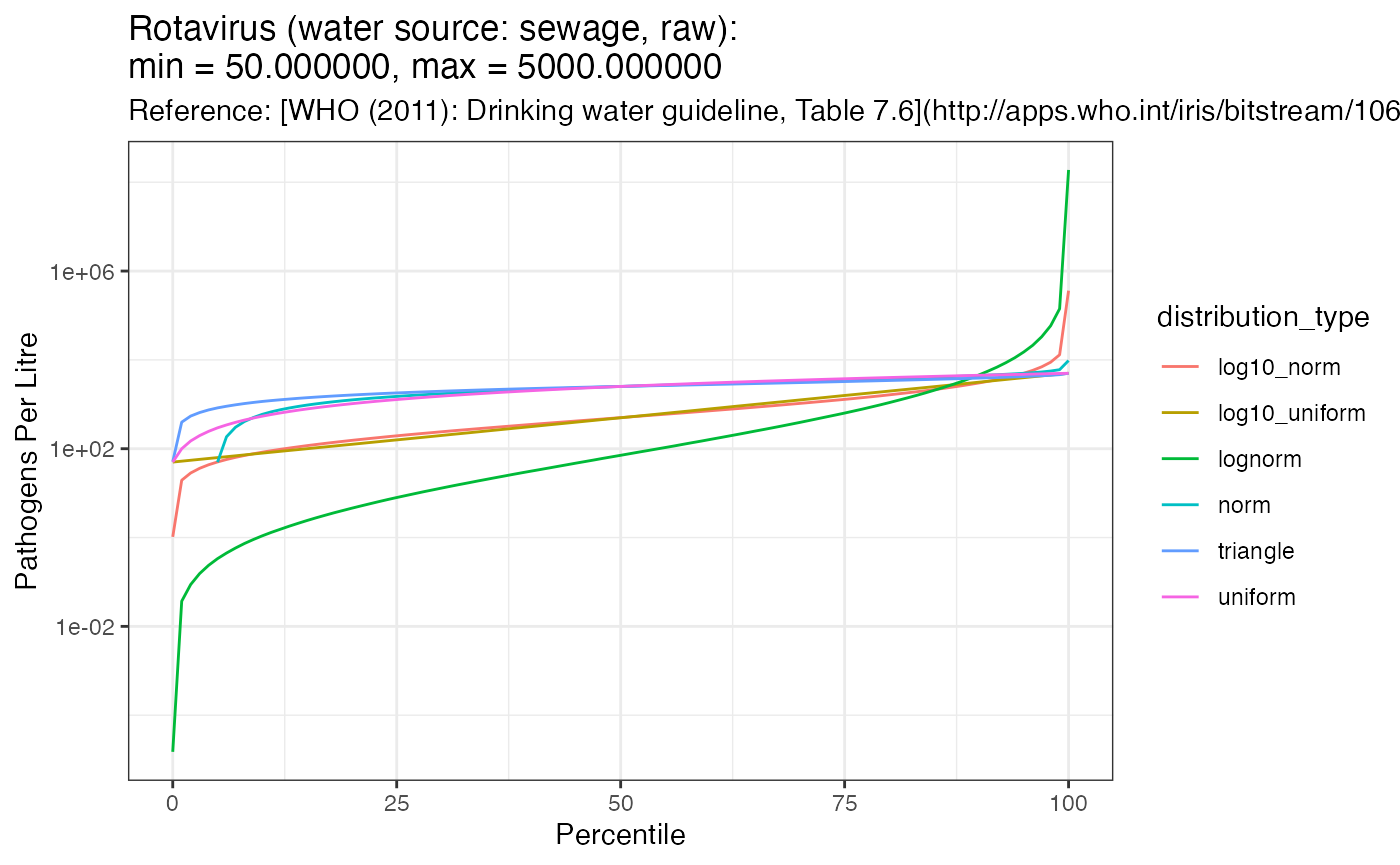 Rotavirus (water source: sewage, raw):
min = 50.000000, max = 5000.000000
Reference: [WHO (2011): Drinking water guideline, Table 7.6](http://apps.who.int/iris/bitstream/106
Pathogens Per Litre
1e+06
1e+02
1e-02
0
25
50
75
100
Percentile
distribution_type
log10_norm
log10_uniform
lognorm
norm
triangle
uniform